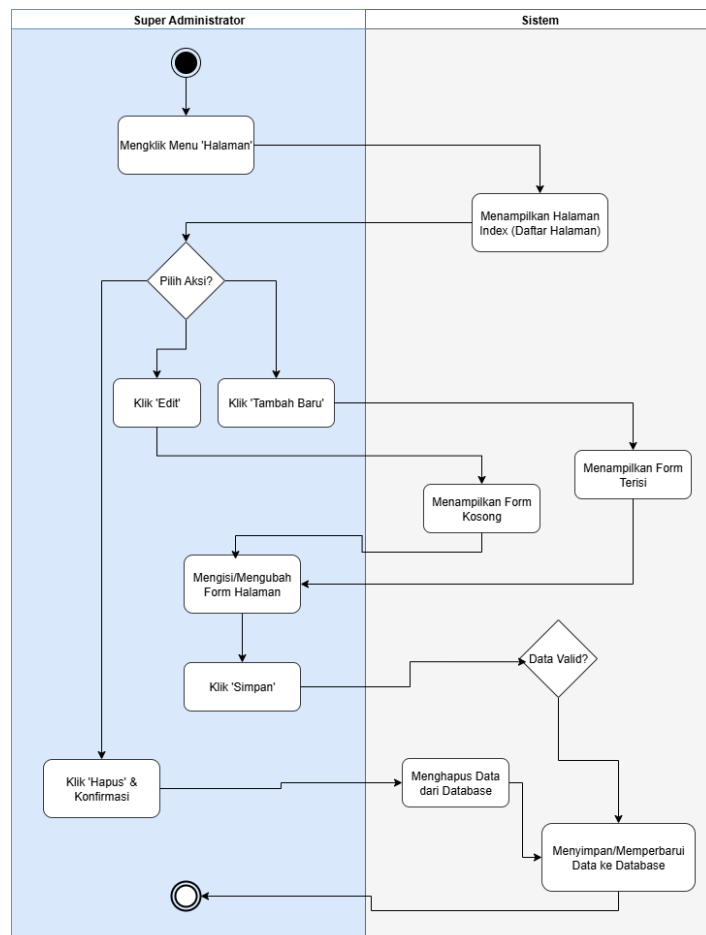 Super Administrator
Sistem
Mengklik Menu 'Halaman'
Menampilkan Halaman
Index (Daftar Halaman)
Pilih Aksi?
Klik 'Edit'
Klik 'Tambah Baru'
Menampilkan Form
Terisi
Menampilkan Form
Kosong
Mengisi/Mengubah
Form Halaman
Data Valid?
Klik 'Simpan'
Klik 'Hapus' &
Konfirmasi
Menghapus Data
dari Database
Menyimpan/Memperbarui
Data ke Database